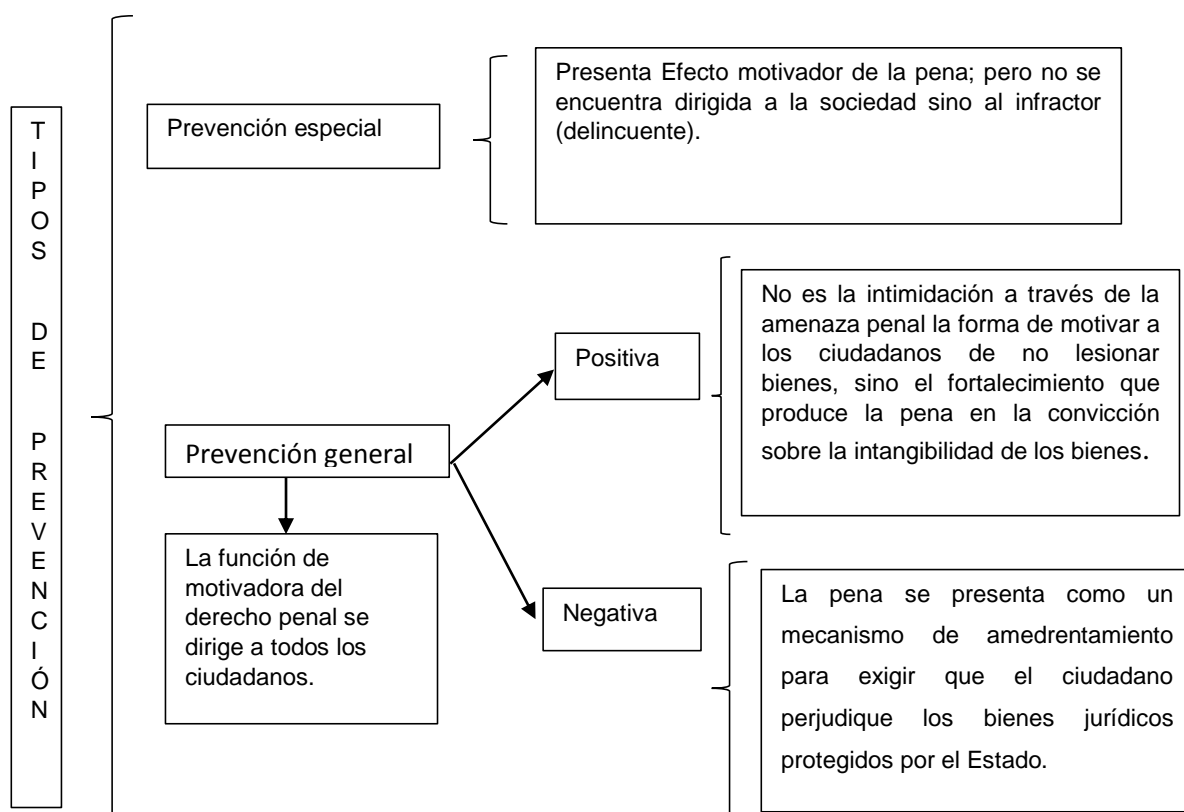 TIPOS DE PREVENCIÓN
Prevención especial
Presenta Efecto motivador de la pena; pero no se
encuentra dirigida a la sociedad sino al infractor
(delincuente).
Prevención general
La función de
motivadora del
derecho penal se
dirige a todos los
ciudadanos.
Positiva
No es la intimidación a través de la
amenaza penal la forma de motivar a
los ciudadanos de no lesionar
bienes, sino el fortalecimiento que
produce la pena en la convicción
sobre la intangibilidad de los bienes.
Negativa
La pena se presenta como un
mecanismo de amedrentamiento
para exigir que el ciudadano
perjudique los bienes jurídicos
protegidos por el Estado.